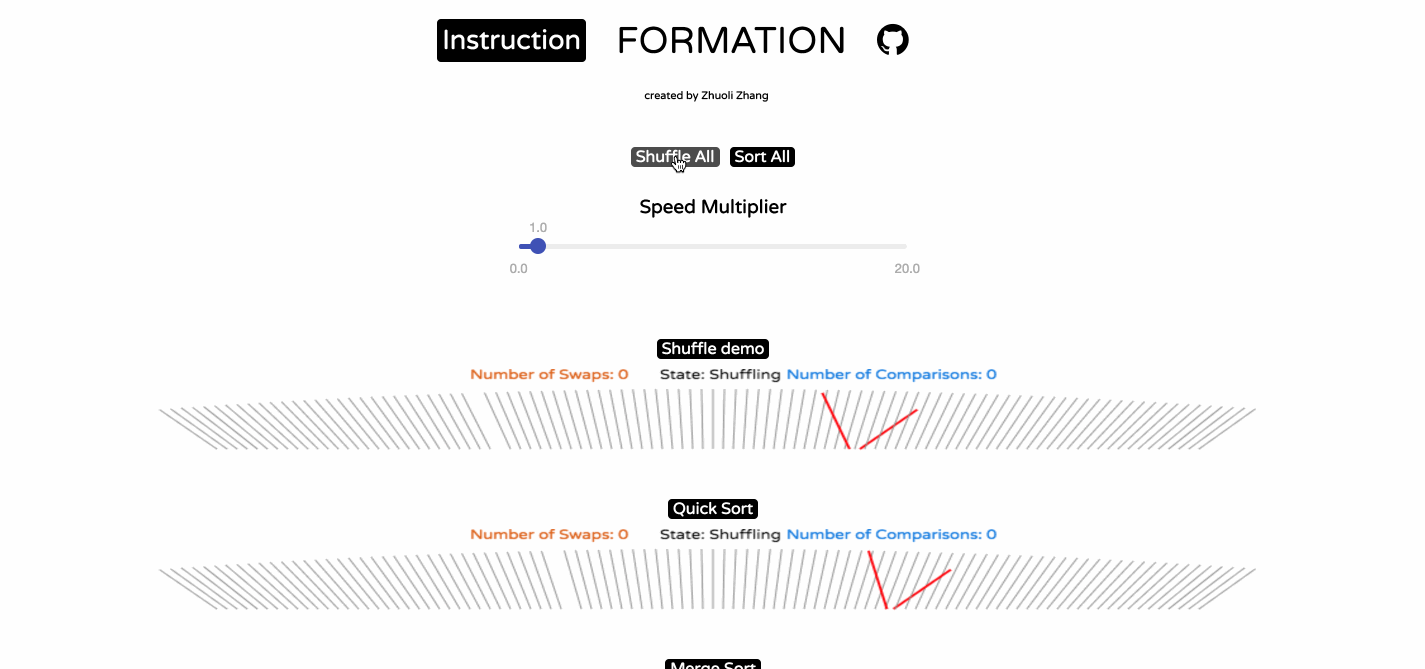 Instruction FORMATION
created by Zhuoli Zhang
Shuffle All Sort All
Speed Multiplier
1.0
0.0 20.0
Shuffle demo
Number of Swaps: 0 State: Shuffling Number of Comparisons: 0
Quick Sort
Number of Swaps: 0 State: Shuffling Number of Comparisons: 0
Merge Sort